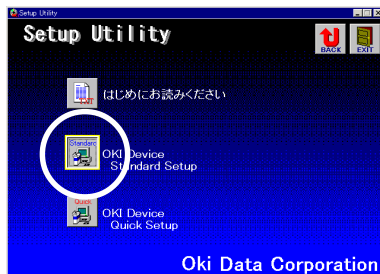 Setup Utility
Setup Utility
BACK
EXIT
はじめにお読みください
Standard
OKI Device
Standard Setup
Quick
OKI Device
Quick Setup
Oki Data Corporation